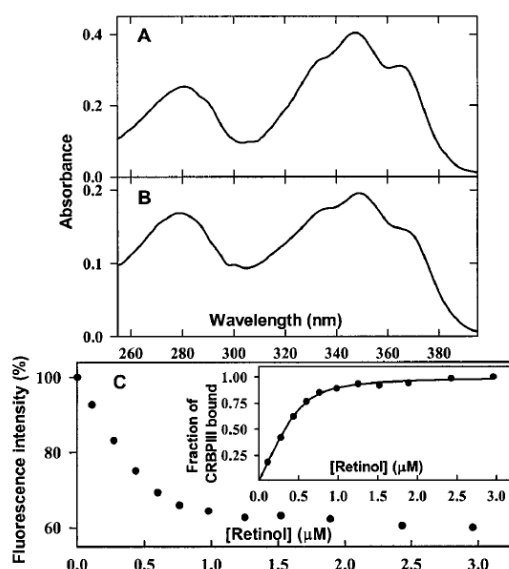 A
0.4
0.2
0.0
Absorbance
B
0.2
0.1
0.0
Wavelength (nm)
260 280 300 320 340 360 380
C
Fluorescence intensity (%)
100
80
60
[Retinol] (μM)
0.0 0.5 1.0 1.5 2.0 2.5 3.0
Fraction of
CRBPIII bound
1.00
0.75
0.50
0.25
[Retinol] (μM)
0.0 0.5 1.0 1.5 2.0 2.5 3.0